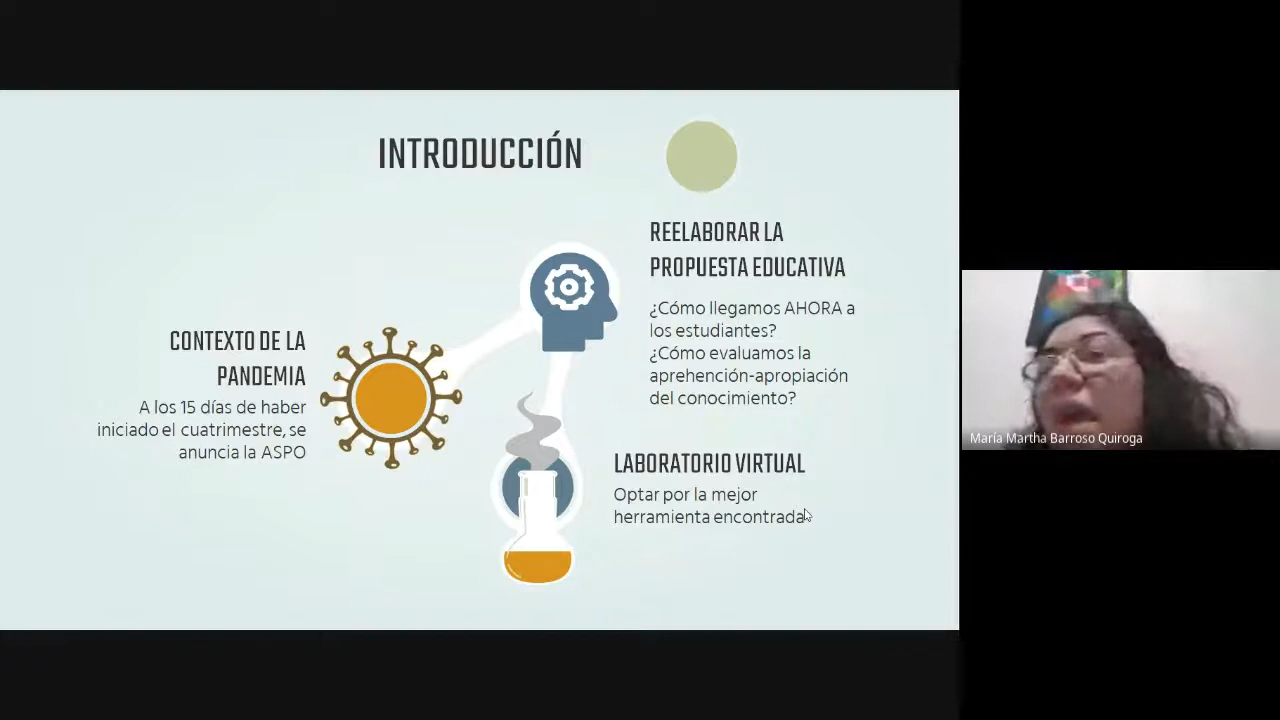 INTRODUCCIÓN
CONTEXTO DE LA
PANDEMIA
A los 15 días de haber
iniciado el cuatrimestre, se
anuncia la ASPO
REELABORAR LA
PROPUESTA EDUCATIVA
¿Cómo llegamos AHORA a
los estudiantes?
¿Cómo evaluamos la
aprehención-apropiación
del conocimiento?
LABORATORIO VIRTUAL
Optar por la mejor
herramienta encontrada
María Martha Barroso Quiroga